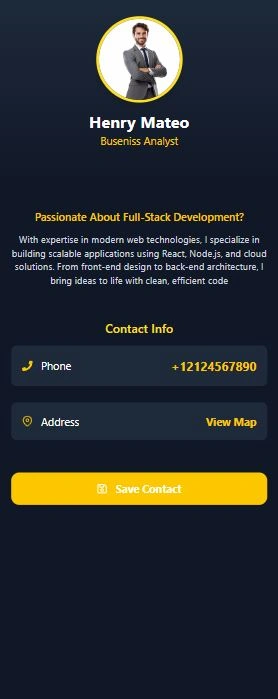 Henry Mateo
Buseniss Analyst
Passionate About Full-Stack Development?
With expertise in modern web technologies, I specialize in
building scalable applications using React, Node.js, and cloud
solutions. From front-end design to back-end architecture, I
bring ideas to life with clean, efficient code
Contact Info
Phone +12124567890
Address View Map
Save Contact